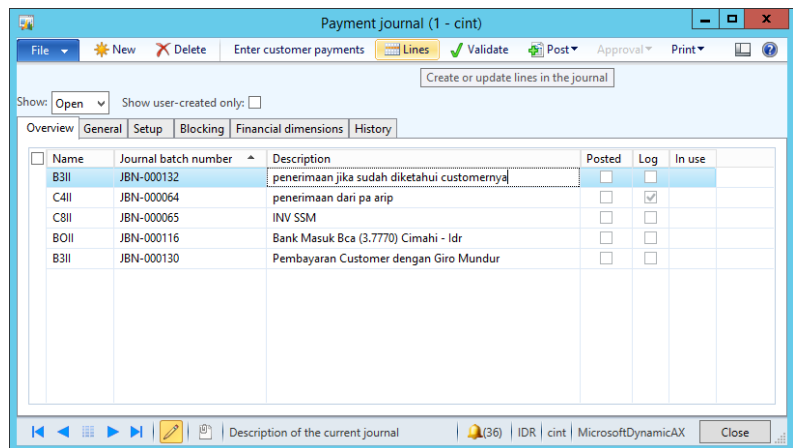 Payment journal (1 - cint)
File New Delete Enter customer payments Lines Validate Post Approval Print
Create or update lines in the journal
Show: Open Show user-created only:
Overview General Setup Blocking Financial dimensions History
Name Journal batch number Description Posted Log In use
B3II JBN-000132 penerimaan jika sudah diketahui customernya
C4II JBN-000064 penerimaan dari pa arip
C8II JBN-000065 INV SSM
BOII JBN-000116 Bank Masuk Bca (3.7770) Cimahi - Idr
B3II JBN-000130 Pembayaran Customer dengan Giro Mundur
Description of the current journal (36) IDR cint MicrosoftDynamicAX Close